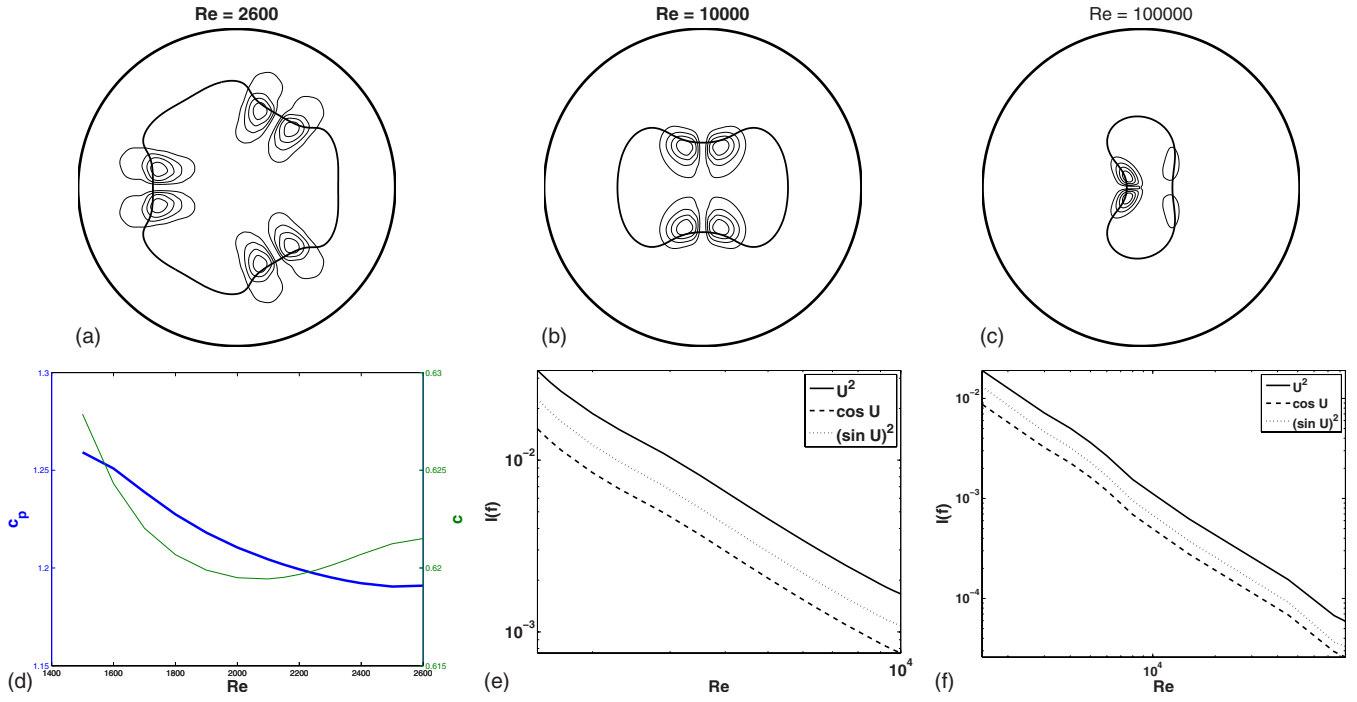 Re = 2600
Re = 10000
Re = 100000
(a)
(b)
(c)
1.3
1.25
1.2
1.15
c_p
0.63
0.625
0.62
0.615
c
1400
1600
1800
2000
2200
2400
2600
Re
(d)
10^-2
10^-3
I(f)
U^2
cos U
(sin U)^2
10^4
Re
(e)
10^-2
10^-3
10^-4
I(f)
U^2
cos U
(sin U)^2
10^4
Re
(f)